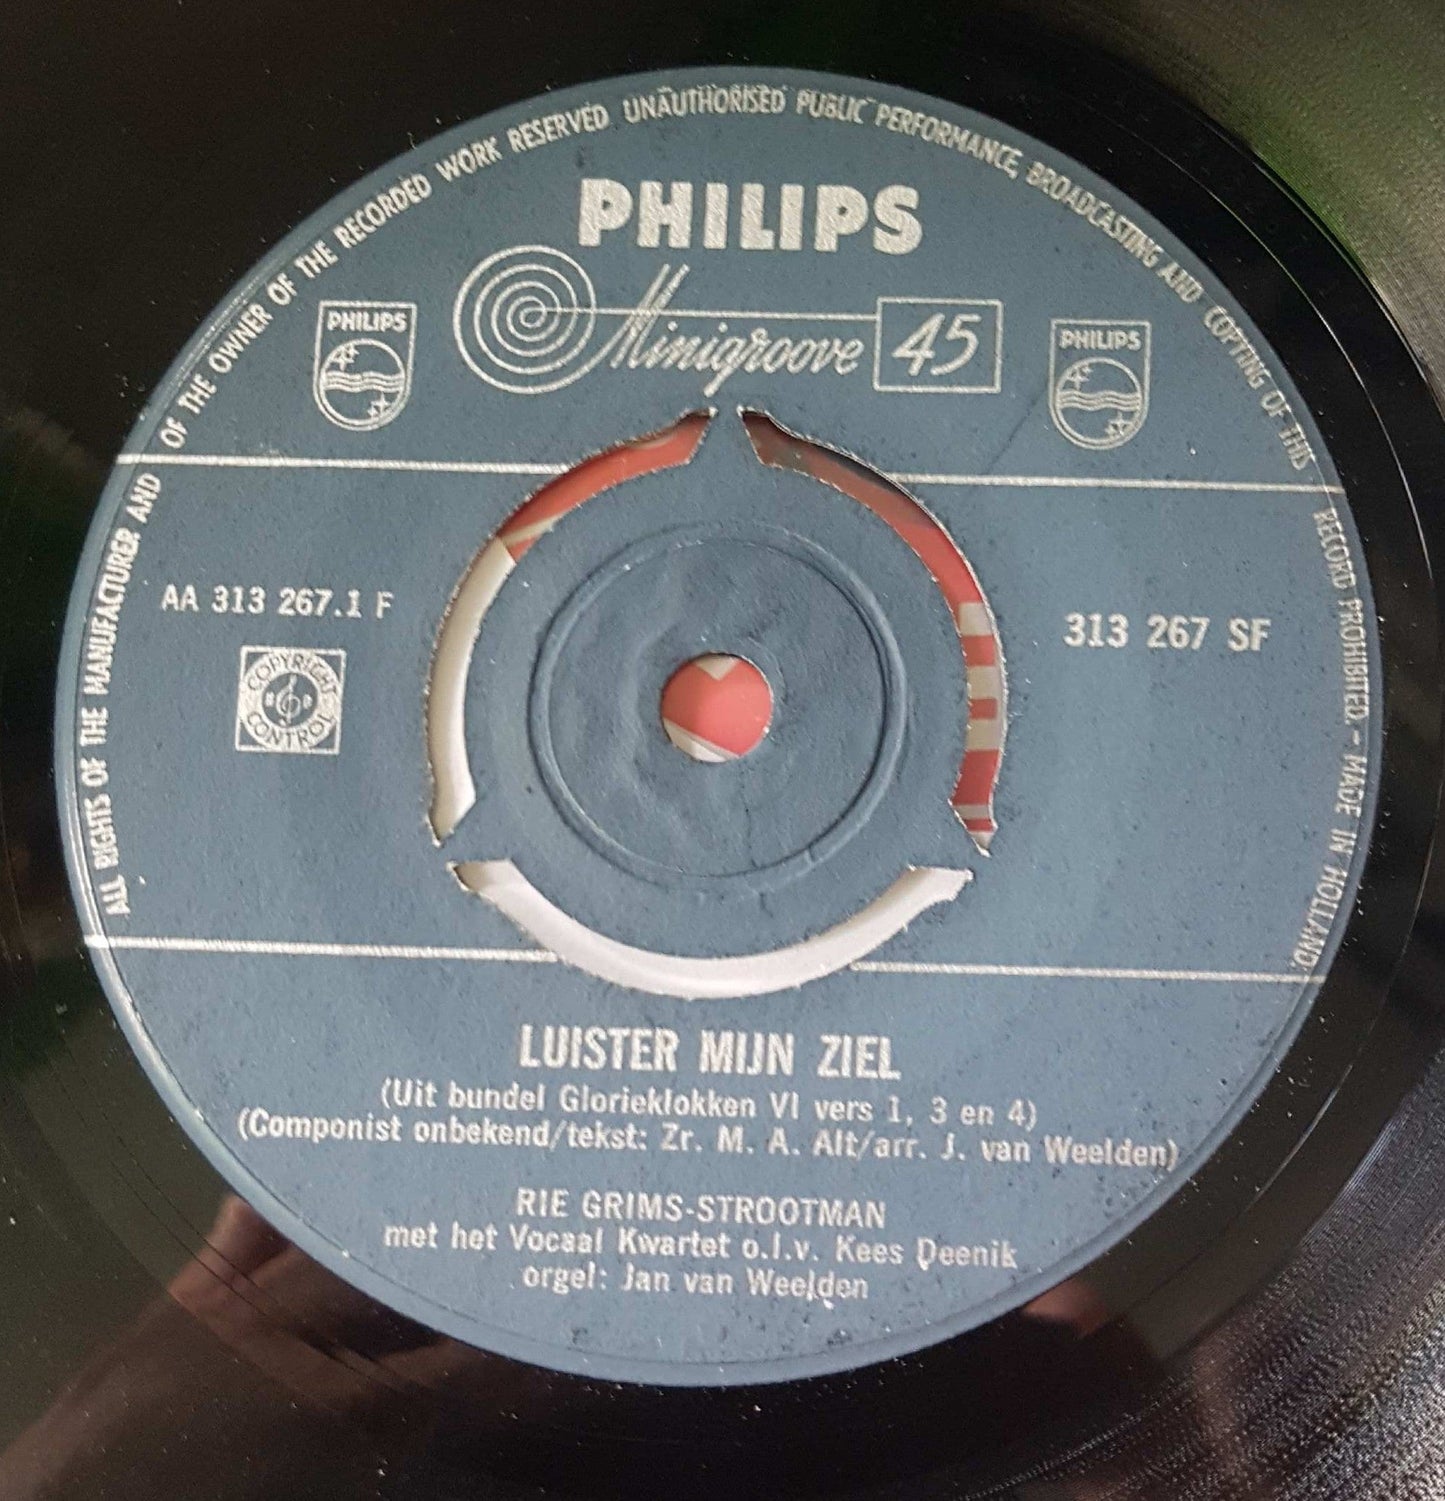 ALL RIGHTS OF THE MANUFACTURER AND OF THE OWNER OF THE RECORDED WORK RESERVED UNAUTHORISED PUBLIC PERFORMANCE, BROADCASTING AND COPYING OF THIS RECORD PROHIBITED - MADE IN HOLLAND.
PHILIPS
Minigroove 45
PHILIPS
PHILIPS
AA 313 267.1 F
313 267 SF
COPYRIGHT
CONTROL
LUISTER MIJN ZIEL
(Uit bundel Glorieklokken VI vers 1, 3 en 4)
(Componist onbekend/tekst: Zr. M. A. Alt/arr. J. van Weelden)
RIE GRIMS-STROOTMAN
met het Vocaal Kwartet o.l.v. Kees Deenik
orgel: Jan van Weelden